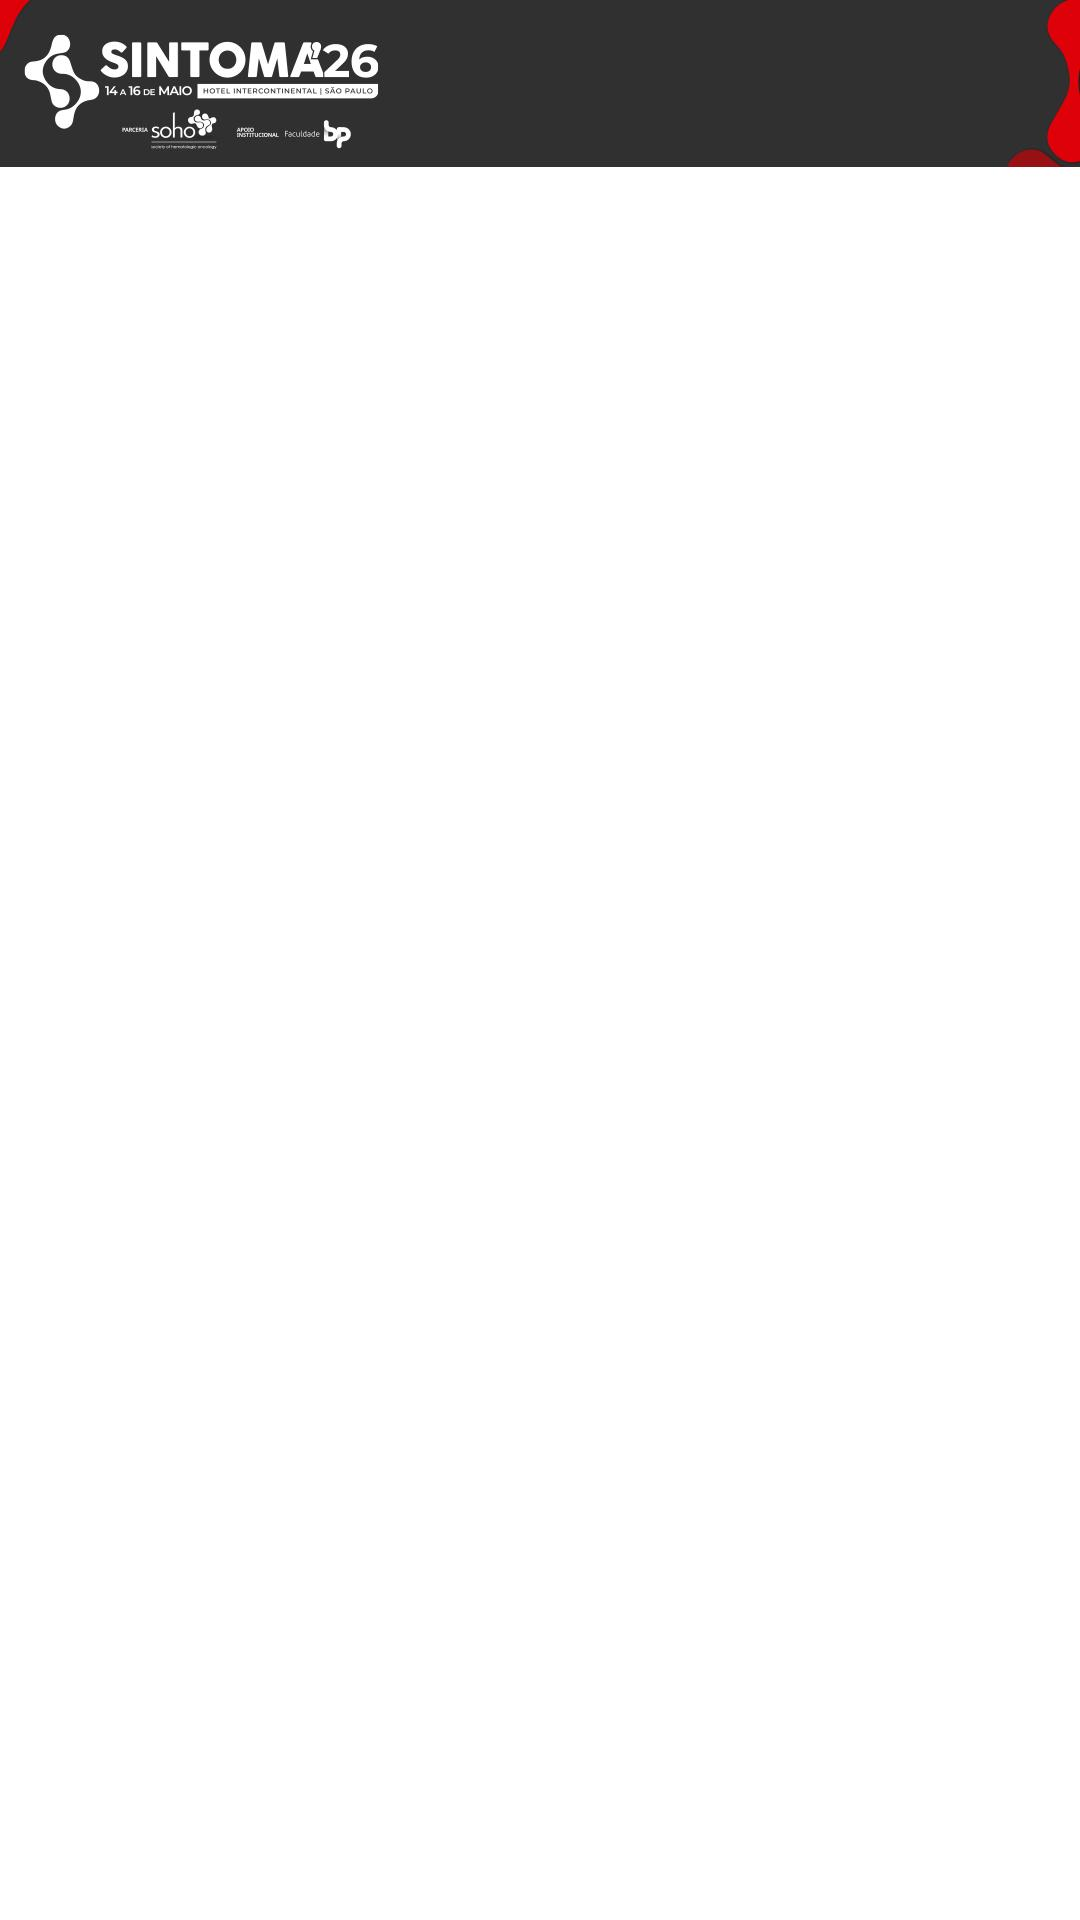 SINTOMA'26
14 A 16 DE MAIO HOTEL INTERCONTINENTAL | SÃO PAULO
PARCERIA soho
society of hematologic oncology
APOIO
INSTITUCIONAL Faculdade bp